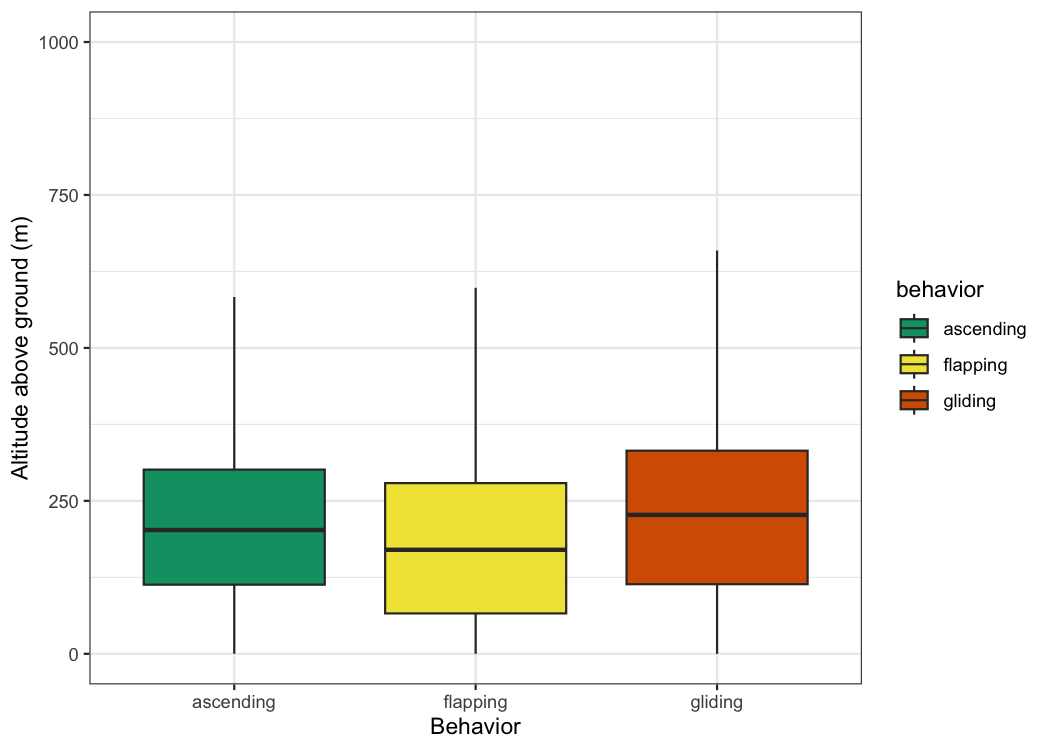 Altitude above ground (m)
1000
750
500
250
0
ascending
flapping
gliding
Behavior
behavior
ascending
flapping
gliding